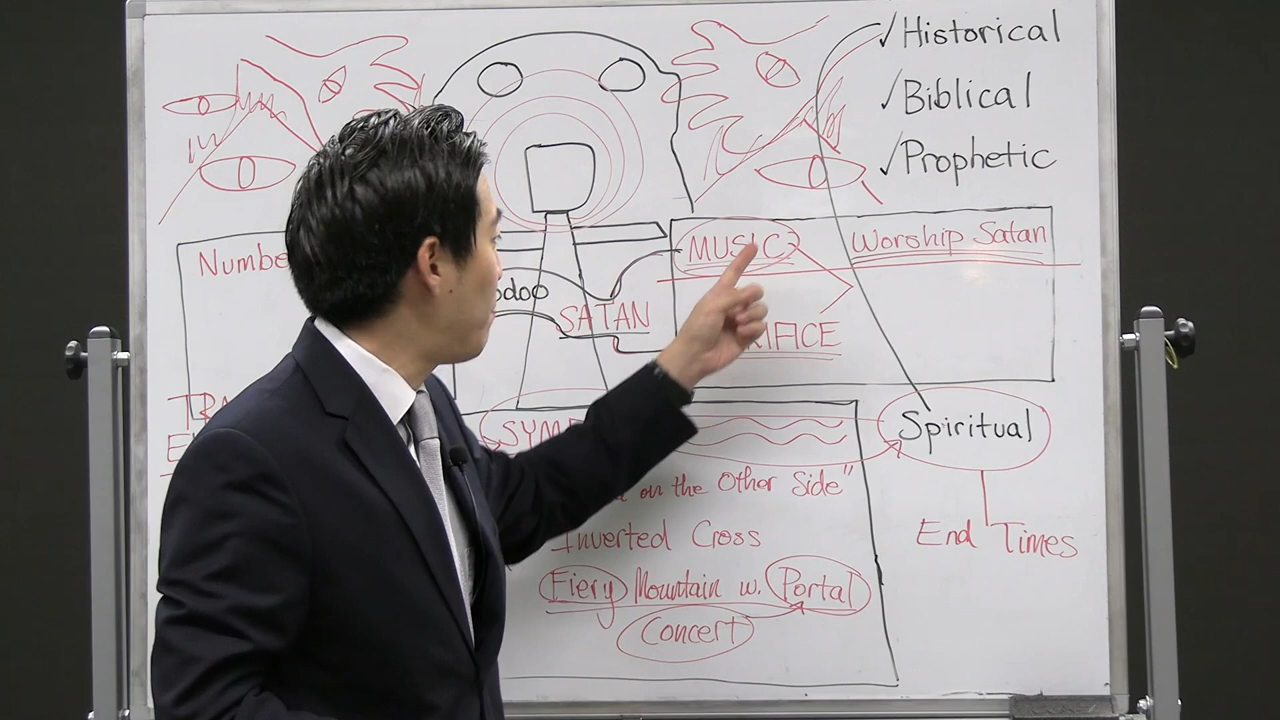 ✓Historical
✓Biblical
✓Prophetic
MUSIC
Worship Satan
SATAN
Spiritual
on the Other Side"
Inverted Cross
Fiery Mountain w. Portal
Concert
End Times